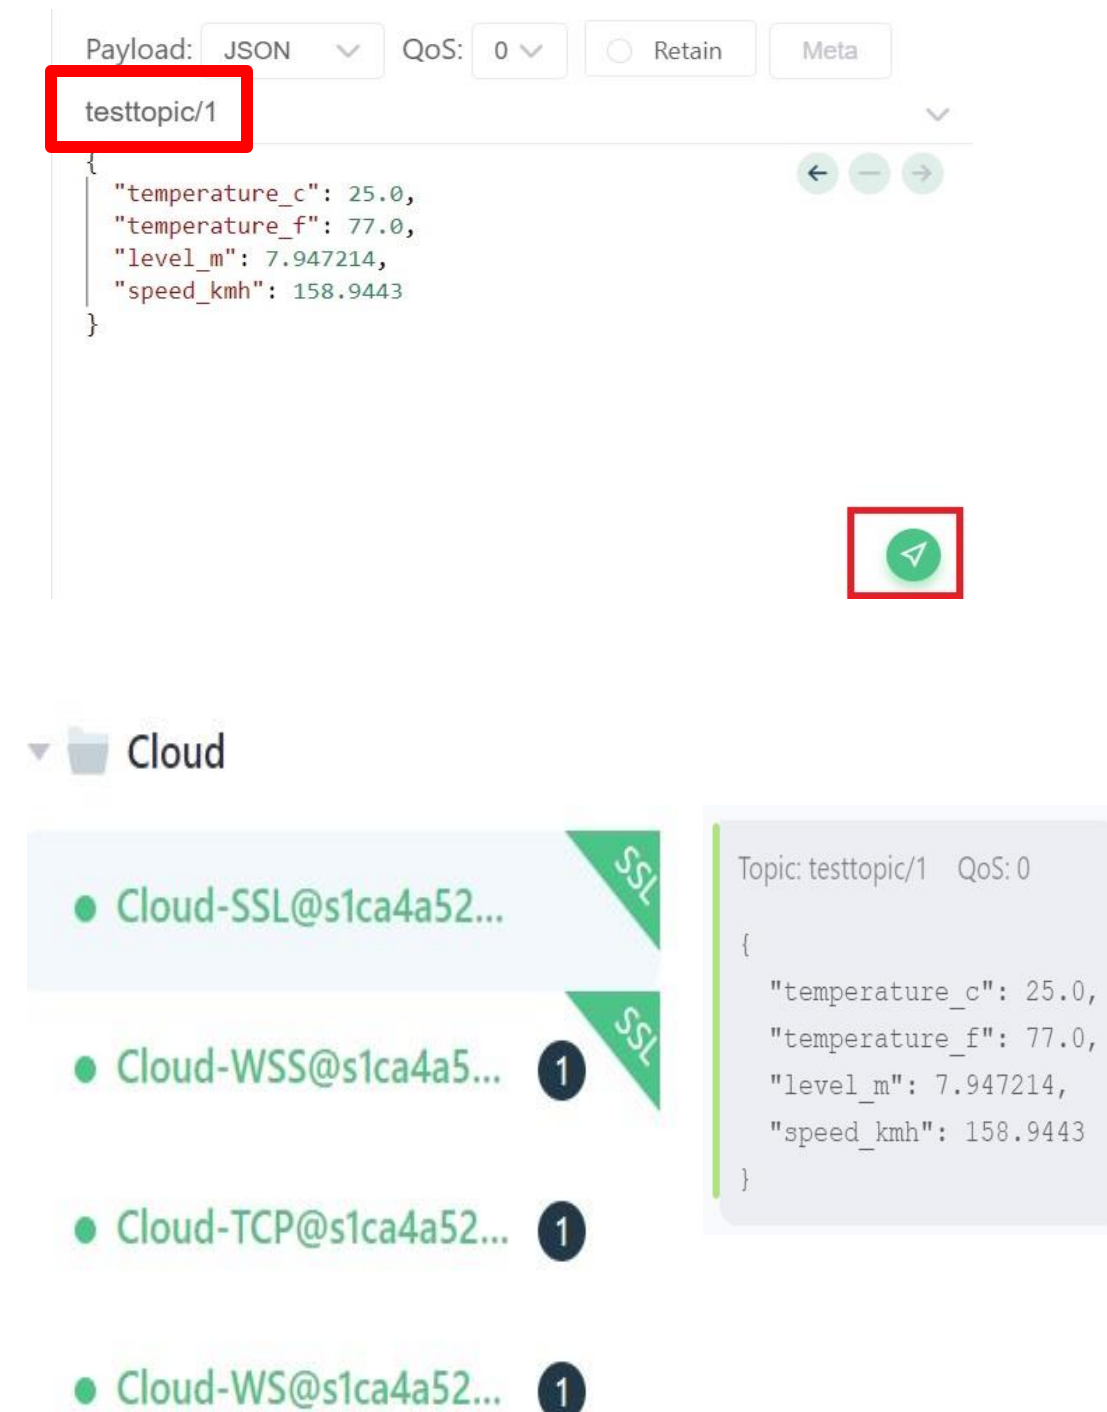 Payload: JSON QoS: 0 Retain Meta
testtopic/1
{
"temperature_c": 25.0,
"temperature_f": 77.0,
"level_m": 7.947214,
"speed_kmh": 158.9443
}
Cloud
Cloud-SSL@s1ca4a52... SSL
Cloud-WSS@s1ca4a5... 1 SSL
Cloud-TCP@s1ca4a52... 1
Cloud-WS@s1ca4a52... 1
Topic: testtopic/1 QoS: 0
{
"temperature_c": 25.0,
"temperature_f": 77.0,
"level_m": 7.947214,
"speed_kmh": 158.9443
}